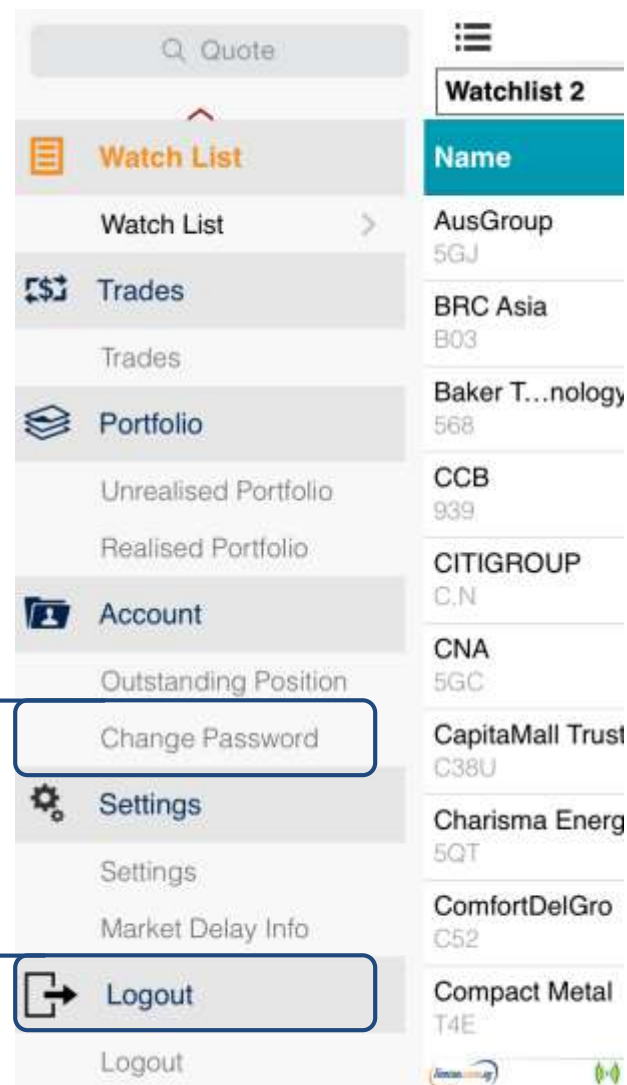 Quote
Watch List
Watch List
Trades
Trades
Portfolio
Unrealised Portfolio
Realised Portfolio
Account
Outstanding Position
Change Password
Settings
Settings
Market Delay Info
Logout
Logout
Watchlist 2
Name
AusGroup
5GJ
BRC Asia
B03
Baker T...nology
568
CCB
939
CITIGROUP
C.N
CNA
5GC
CapitaMall Trust
C38U
Charisma Energ
5QT
ComfortDelGro
C52
Compact Metal
T4E